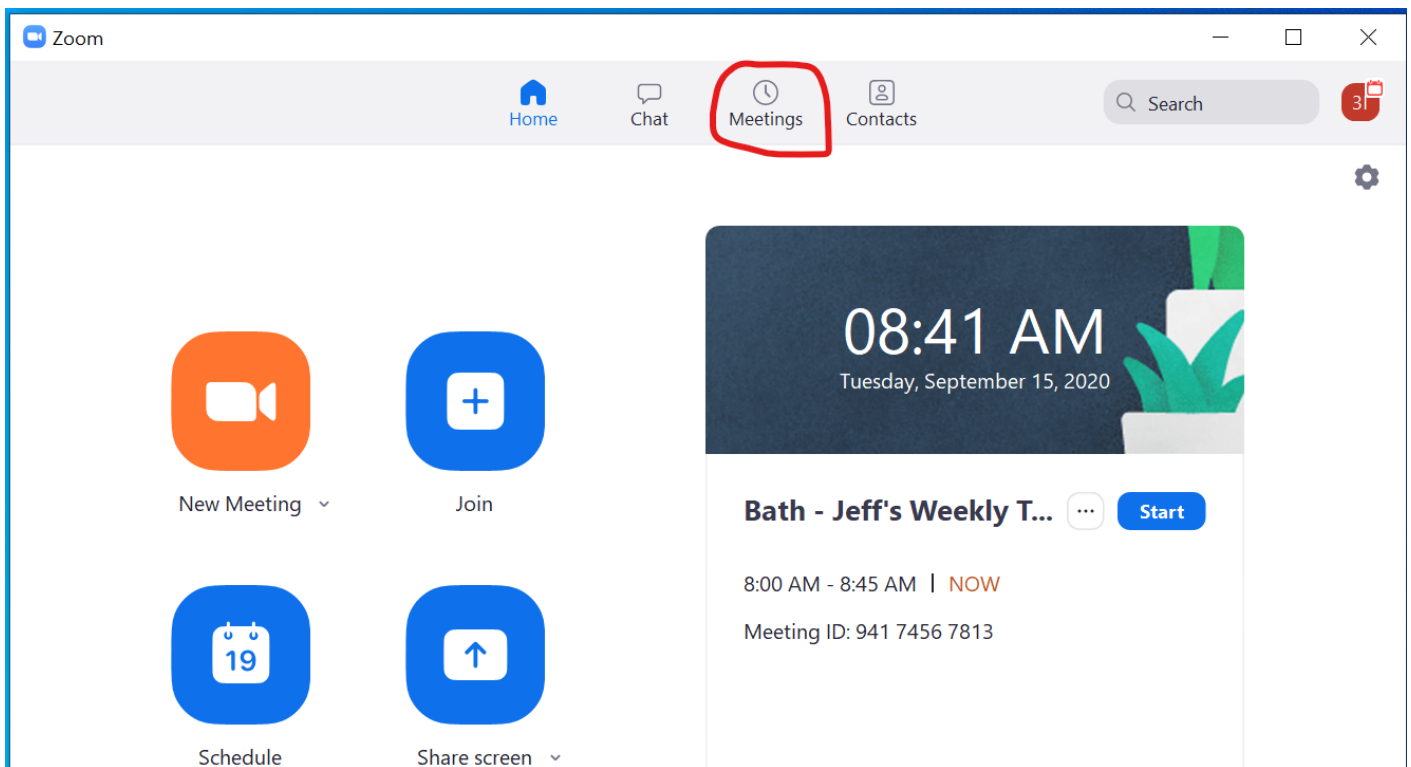 Zoom
Home Chat Meetings Contacts Search
08:41 AM
Tuesday, September 15, 2020
New Meeting Join
Bath - Jeff's Weekly T... ... Start
8:00 AM - 8:45 AM | NOW
Meeting ID: 941 7456 7813
19
Schedule Share screen